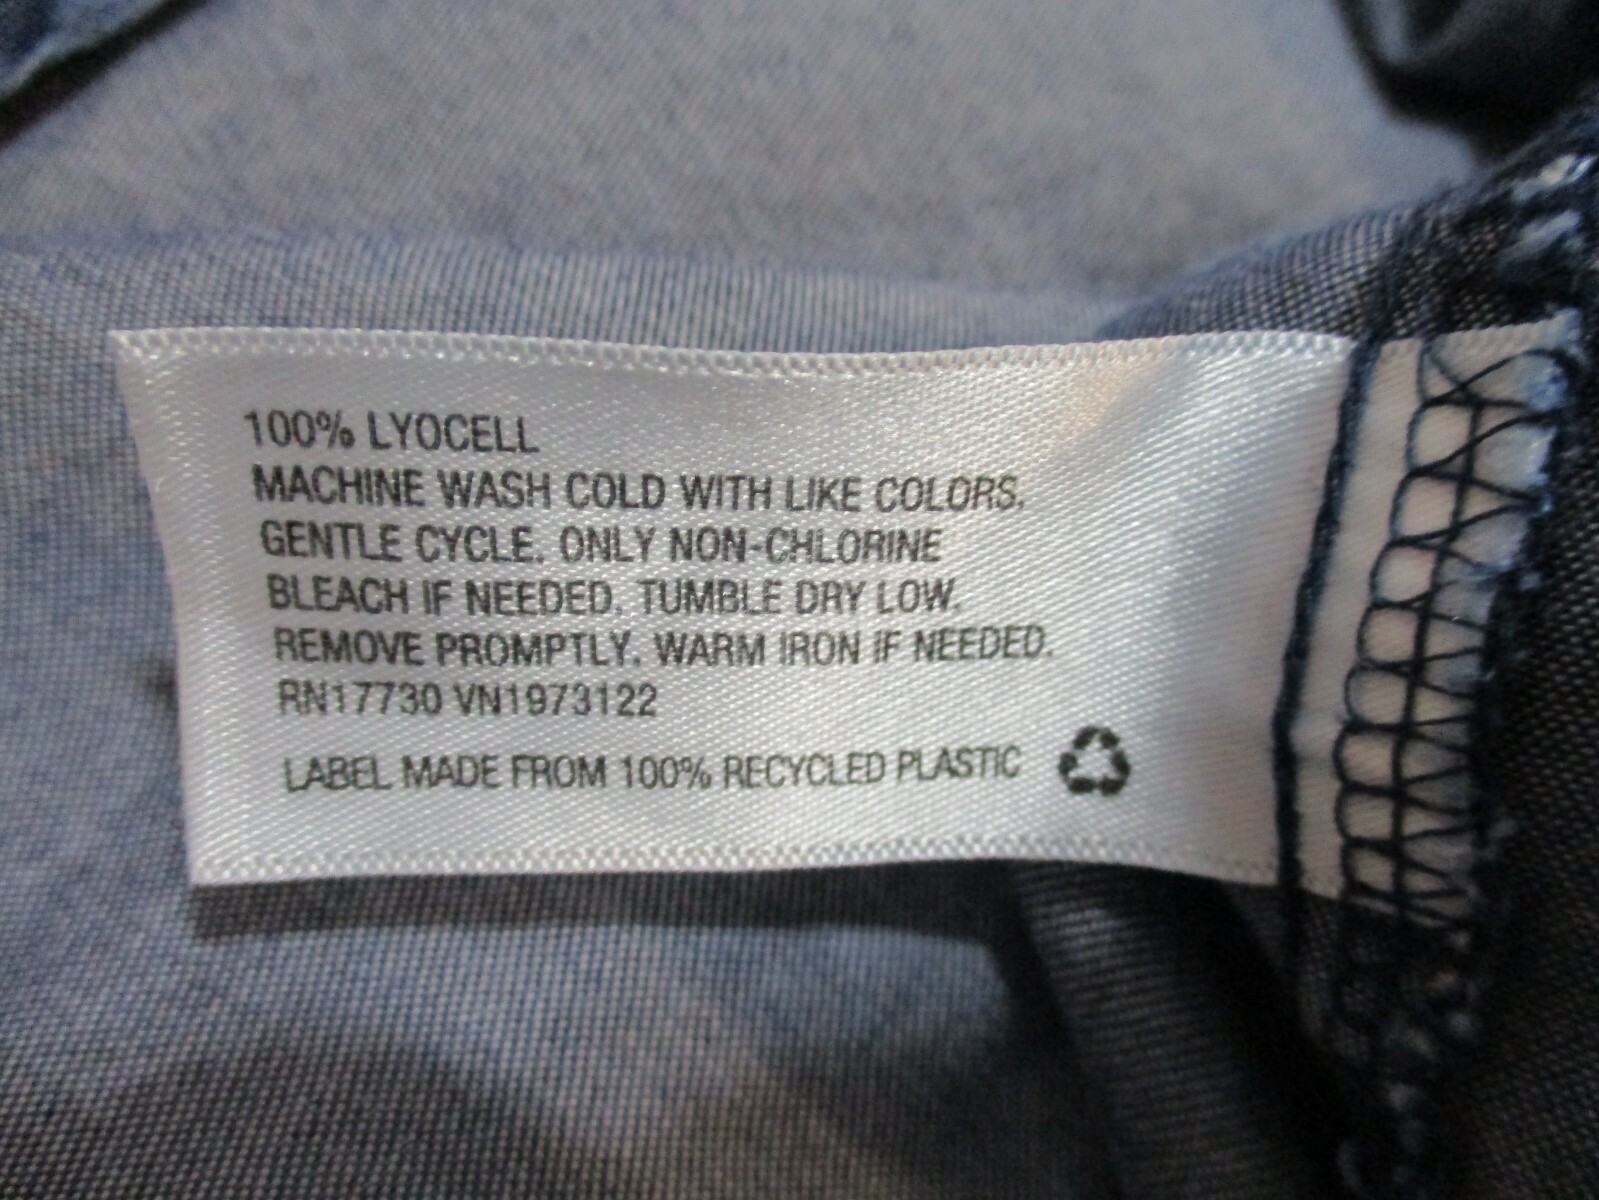 100% LYOCELL
MACHINE WASH COLD WITH LIKE COLORS.
GENTLE CYCLE. ONLY NON-CHLORINE
BLEACH IF NEEDED. TUMBLE DRY LOW.
REMOVE PROMPTLY. WARM IRON IF NEEDED.
RN17730 VN1973122
LABEL MADE FROM 100% RECYCLED PLASTIC